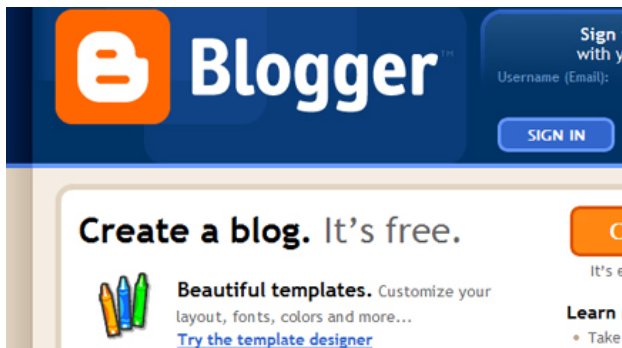 Blogger™
Sign
with y
Username (Email):
SIGN IN
Create a blog. It's free.
C
It's e
Beautiful templates. Customize your
layout, fonts, colors and more...
Try the template designer
Learn
• Take